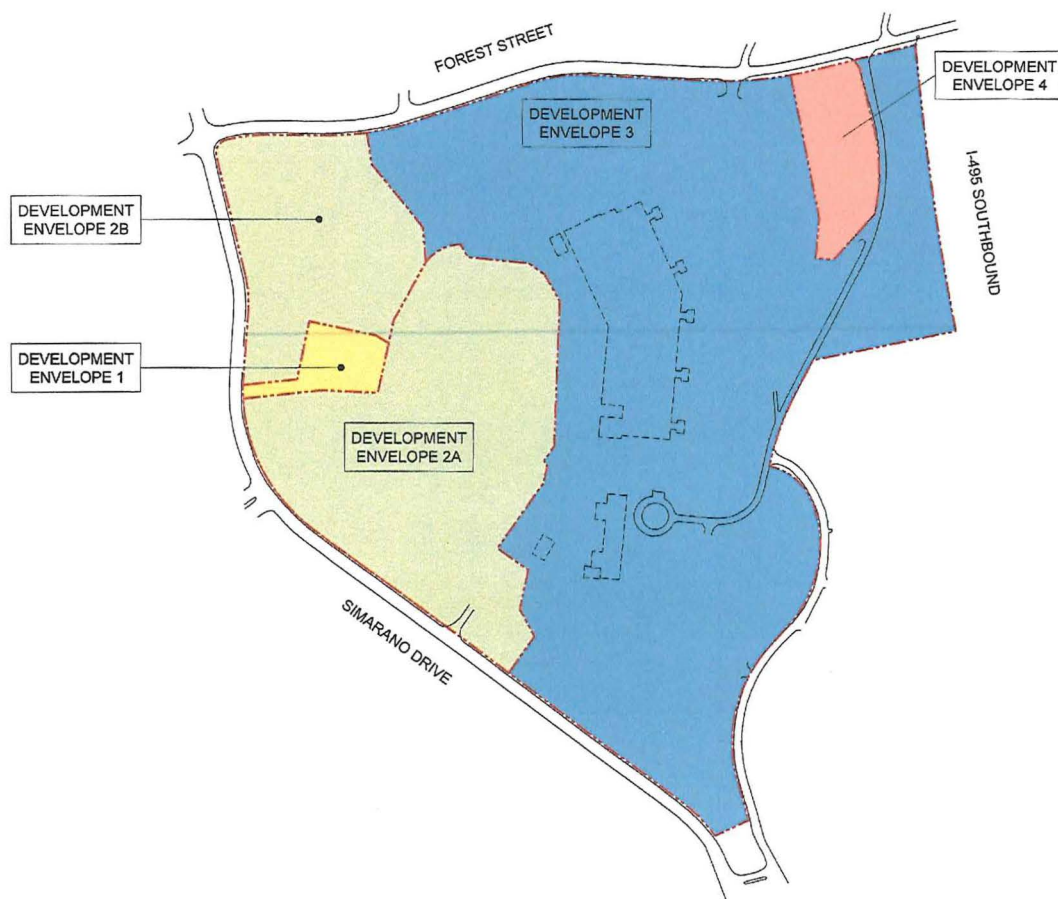 FOREST STREET
DEVELOPMENT
ENVELOPE 4
DEVELOPMENT
ENVELOPE 3
I-495 SOUTHBOUND
DEVELOPMENT
ENVELOPE 2B
DEVELOPMENT
ENVELOPE 1
DEVELOPMENT
ENVELOPE 2A
SIMARANO DRIVE